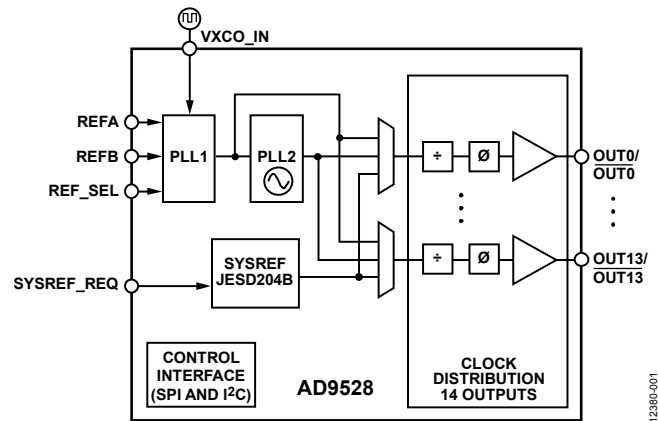 VXCO_IN
REFA
REFB
REF_SEL
PLL1
PLL2
÷
Ø
OUT0/
OUT0
SYSREF_REQ
SYSREF
JESD204B
÷
Ø
OUT13/
OUT13
CONTROL
INTERFACE
(SPI AND I²C)
AD9528
CLOCK
DISTRIBUTION
14 OUTPUTS
12380-001